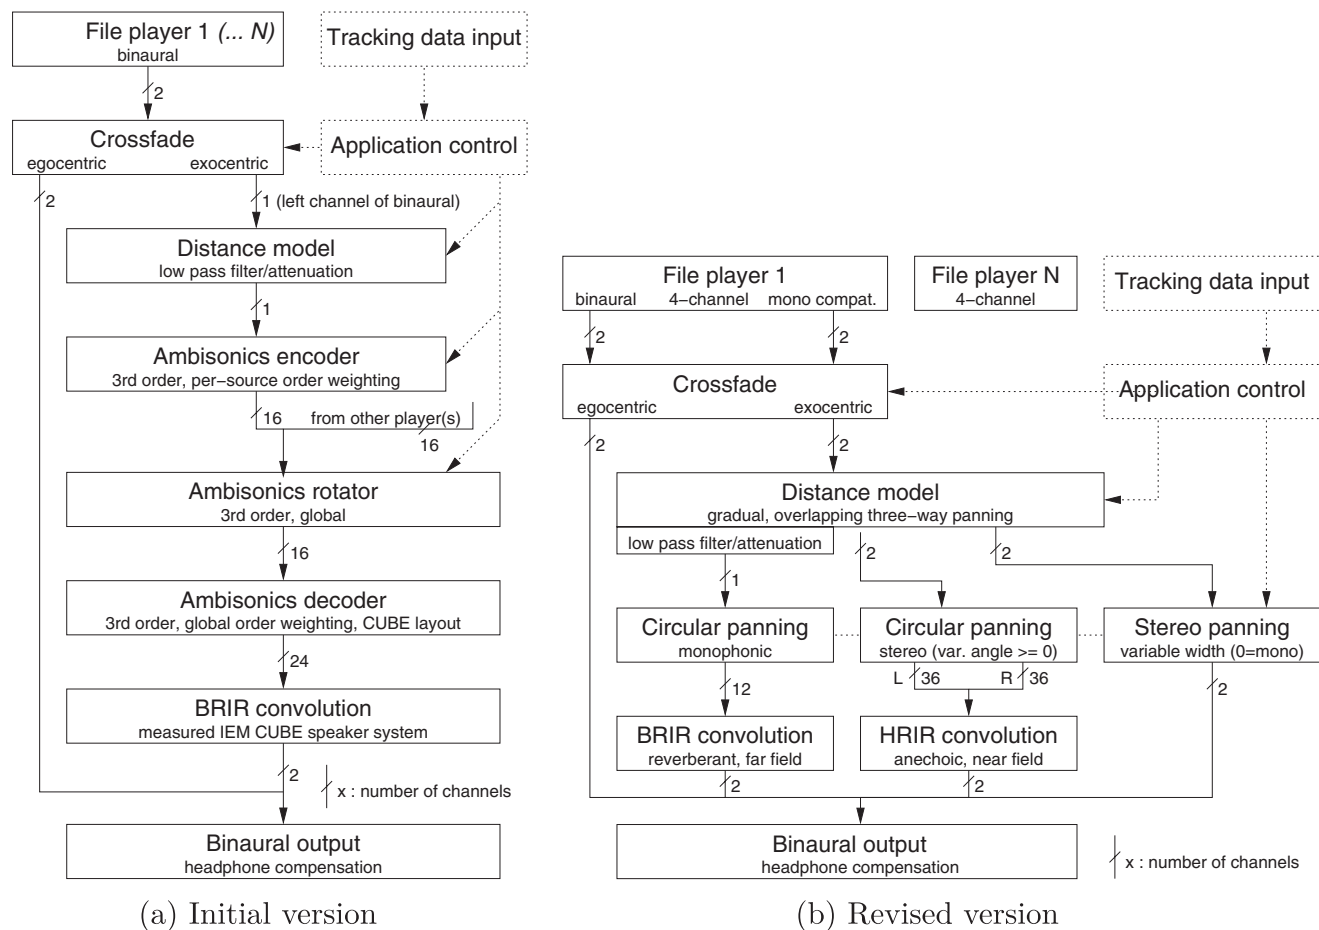 File player 1 (... N)
binaural
Tracking data input
2
Crossfade
egocentric exocentric
Application control
2
1 (left channel of binaural)
Distance model
low pass filter/attenuation
1
Ambisonics encoder
3rd order, per−source order weighting
16 from other player(s)
16
Ambisonics rotator
3rd order, global
16
Ambisonics decoder
3rd order, global order weighting, CUBE layout
24
BRIR convolution
measured IEM CUBE speaker system
2
x : number of channels
Binaural output
headphone compensation
(a) Initial version
File player 1
binaural 4−channel mono compat.
File player N
4−channel
Tracking data input
2 2
Crossfade
egocentric exocentric
Application control
2 2
Distance model
gradual, overlapping three−way panning
low pass filter/attenuation
2 2
1
Circular panning
monophonic
Circular panning
stereo (var. angle >= 0)
Stereo panning
variable width (0=mono)
12
L 36 R 36
2
BRIR convolution
reverberant, far field
HRIR convolution
anechoic, near field
2 2
Binaural output
headphone compensation
x : number of channels
(b) Revised version